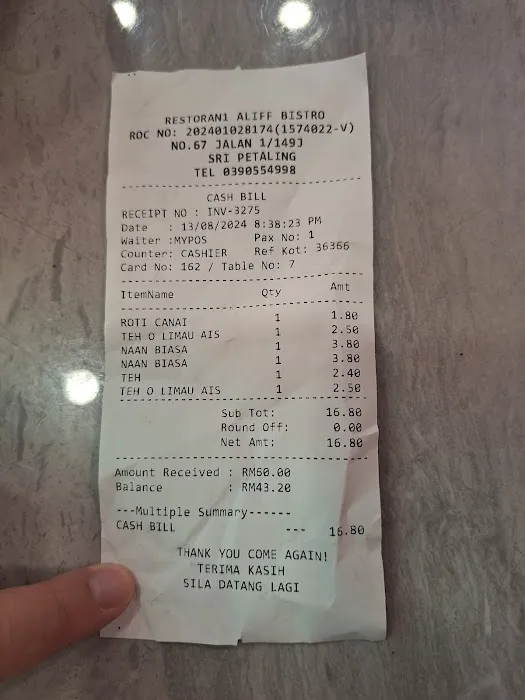 RESTORAN1 ALIFF BISTRO
ROC NO: 202401028174(1574022-V)
NO.67 JALAN 1/149J
SRI PETALING
TEL 0390554998
CASH BILL
RECEIPT NO : INV-3275
Date : 13/08/2024 8:38:23 PM
Waiter :MYPOS Pax No: 1
Counter: CASHIER Ref Kot: 36366
Card No: 162 / Table No: 7
ItemName Qty Amt
ROTI CANAI 1 1.80
TEH O LIMAU AIS 1 2.50
NAAN BIASA 1 3.80
NAAN BIASA 1 3.80
TEH 1 2.40
TEH O LIMAU AIS 1 2.50
Sub Tot: 16.80
Round Off: 0.00
Net Amt: 16.80
Amount Received : RM60.00
Balance : RM43.20
---Multiple Summary------
CASH BILL --- 16.80
THANK YOU COME AGAIN!
TERIMA KASIH
SILA DATANG LAGI